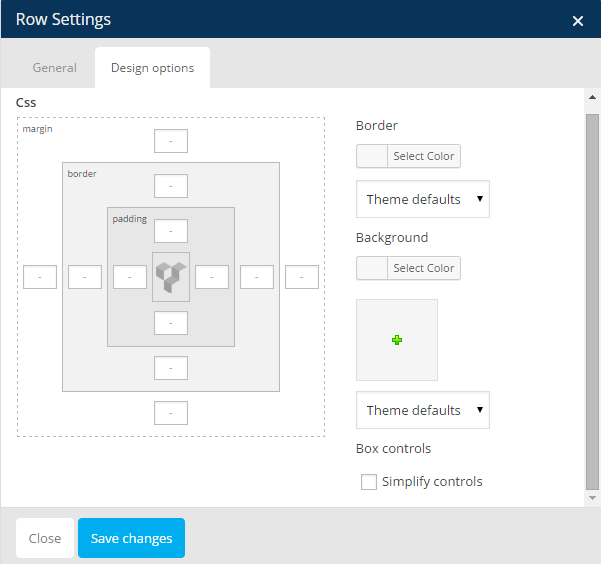 Row Settings
General
Design options
Css
margin
-
border
-
padding
-
- - - - - -
-
-
-
Border
Select Color
Theme defaults
Background
Select Color
Theme defaults
Box controls
Simplify controls
Close
Save changes